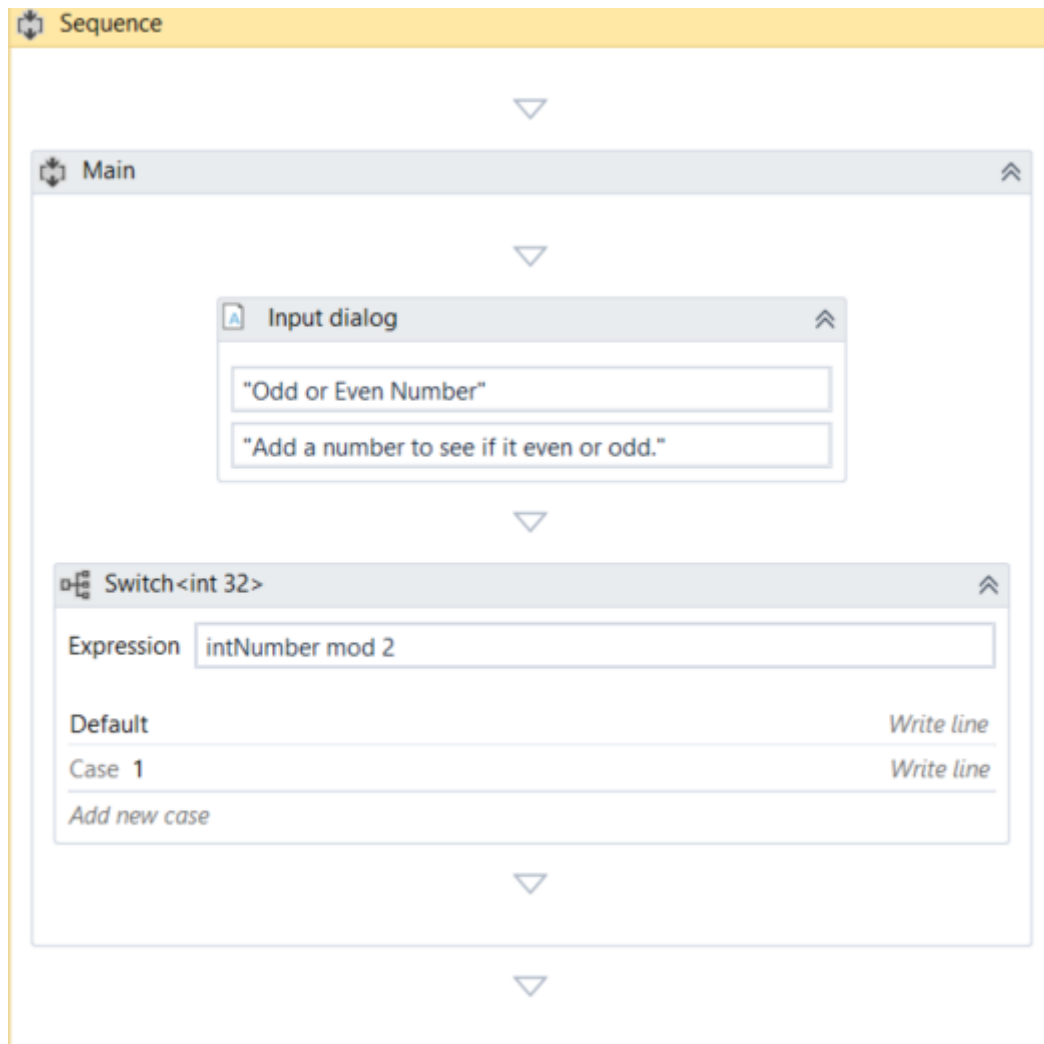 Sequence
Main
Input dialog
"Odd or Even Number"
"Add a number to see if it even or odd."
Switch<int 32>
Expression intNumber mod 2
Default Write line
Case 1 Write line
Add new case